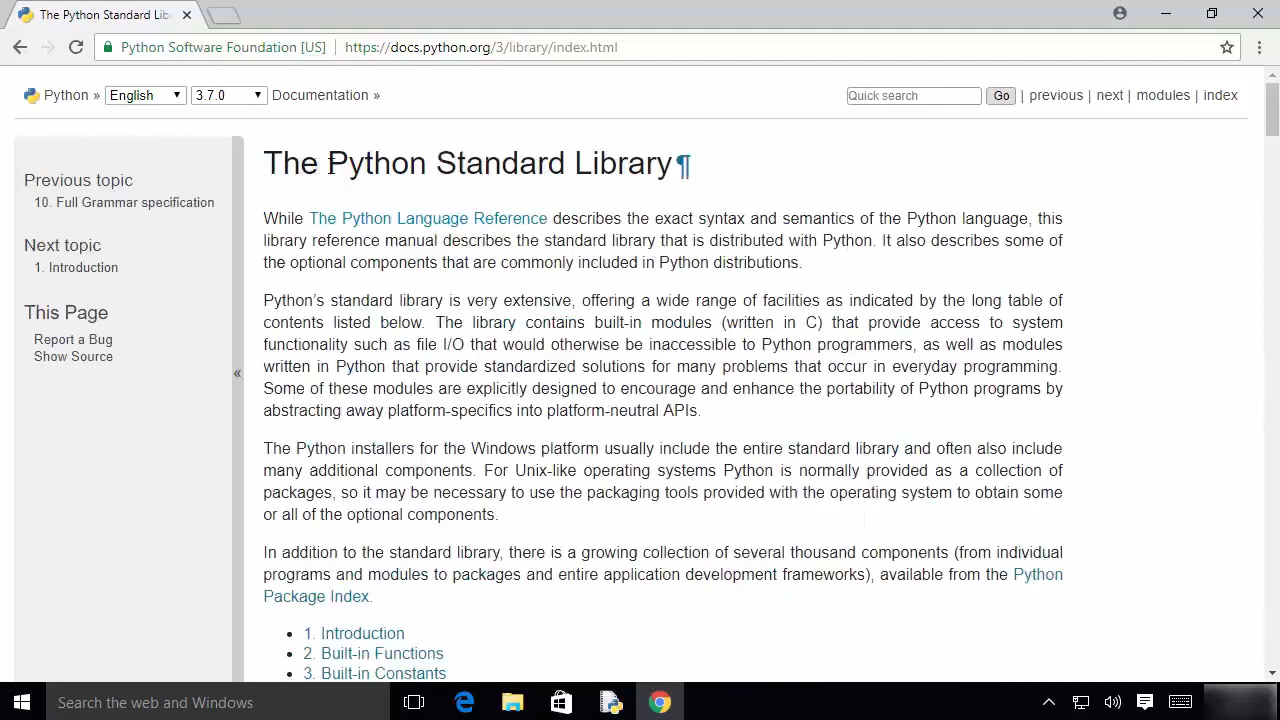 The Python Standard Lib
Python Software Foundation [US] https://docs.python.org/3/library/index.html
Python » English 3.7.0 Documentation » Quick search Go | previous | next | modules | index
Previous topic
10. Full Grammar specification
Next topic
1. Introduction
This Page
Report a Bug
Show Source
«
The Python Standard Library¶
While The Python Language Reference describes the exact syntax and semantics of the Python language, this
library reference manual describes the standard library that is distributed with Python. It also describes some of
the optional components that are commonly included in Python distributions.
Python’s standard library is very extensive, offering a wide range of facilities as indicated by the long table of
contents listed below. The library contains built-in modules (written in C) that provide access to system
functionality such as file I/O that would otherwise be inaccessible to Python programmers, as well as modules
written in Python that provide standardized solutions for many problems that occur in everyday programming.
Some of these modules are explicitly designed to encourage and enhance the portability of Python programs by
abstracting away platform-specifics into platform-neutral APIs.
The Python installers for the Windows platform usually include the entire standard library and often also include
many additional components. For Unix-like operating systems Python is normally provided as a collection of
packages, so it may be necessary to use the packaging tools provided with the operating system to obtain some
or all of the optional components.
In addition to the standard library, there is a growing collection of several thousand components (from individual
programs and modules to packages and entire application development frameworks), available from the Python
Package Index.
• 1. Introduction
• 2. Built-in Functions
• 3. Built-in Constants
Search the web and Windows